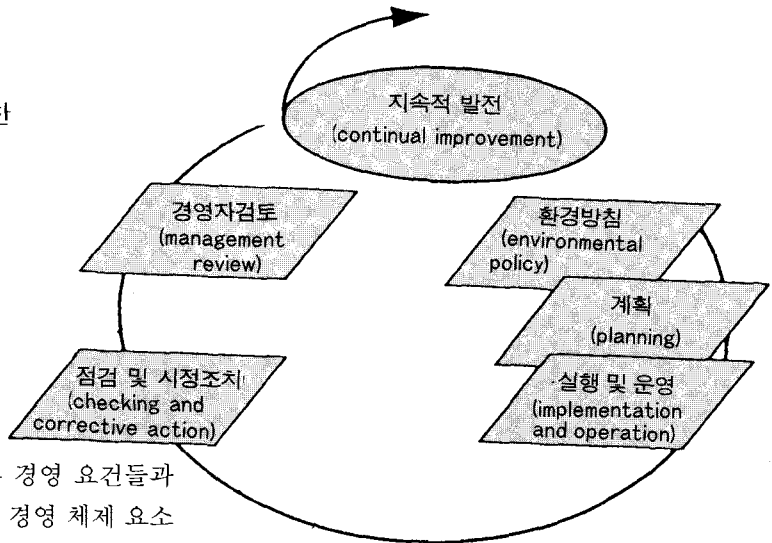 지속적 발전
(continual improvement)
경영자검토
(management
review)
환경방침
(environmental
policy)
계획
(planning)
실행 및 운영
(implementation
and operation)
점검 및 시정조치
(checking and
corrective action)
경영 요건들과
경영 체제 요소